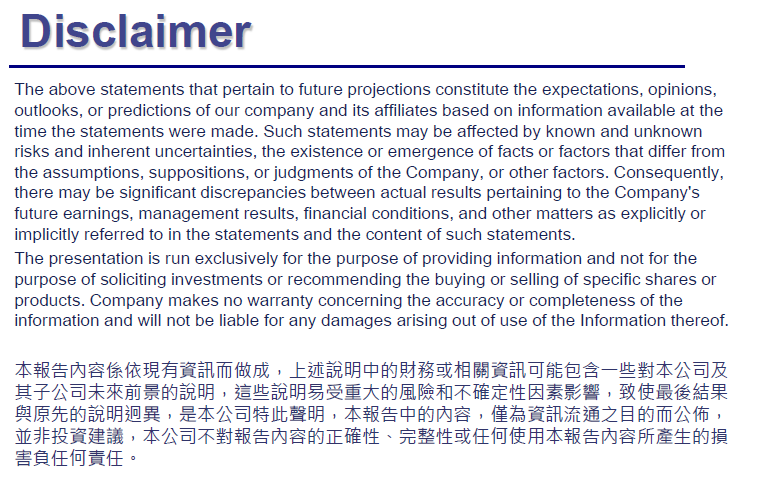 Disclaimer
The above statements that pertain to future projections constitute the expectations, opinions,
outlooks, or predictions of our company and its affiliates based on information available at the
time the statements were made. Such statements may be affected by known and unknown
risks and inherent uncertainties, the existence or emergence of facts or factors that differ from
the assumptions, suppositions, or judgments of the Company, or other factors. Consequently,
there may be significant discrepancies between actual results pertaining to the Company's
future earnings, management results, financial conditions, and other matters as explicitly or
implicitly referred to in the statements and the content of such statements.
The presentation is run exclusively for the purpose of providing information and not for the
purpose of soliciting investments or recommending the buying or selling of specific shares or
products. Company makes no warranty concerning the accuracy or completeness of the
information and will not be liable for any damages arising out of use of the Information thereof.
本報告內容係依現有資訊而做成，上述說明中的財務或相關資訊可能包含一些對本公司及
其子公司未來前景的說明，這些說明易受重大的風險和不確定性因素影響，致使最後結果
與原先的說明迥異，是本公司特此聲明，本報告中的內容，僅為資訊流通之目的而公佈，
並非投資建議，本公司不對報告內容的正確性、完整性或任何使用本報告內容所產生的損
害負任何責任。